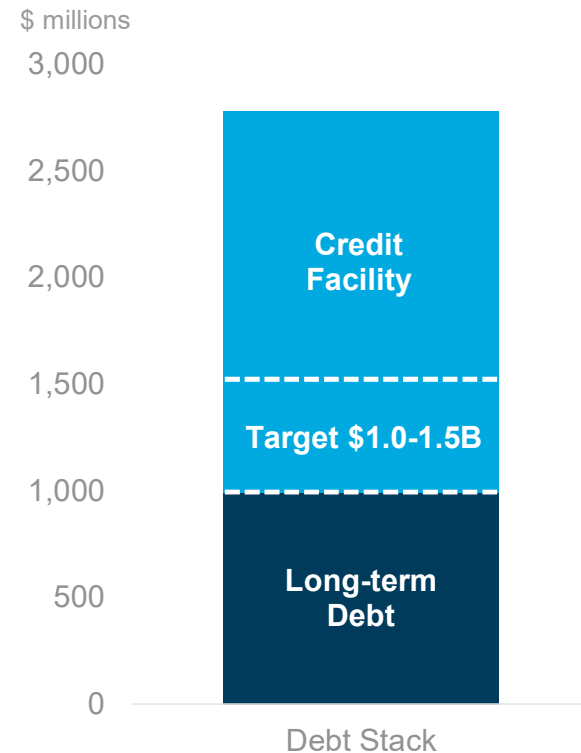 $ millions
3,000
2,500
2,000
1,500
1,000
500
0
Credit
Facility
Target $1.0-1.5B
Long-term
Debt
Debt Stack